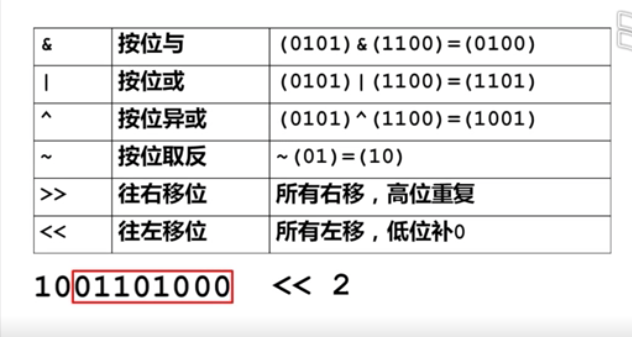 & 按位与 (0101)&(1100)=(0100)
| 按位或 (0101)|(1100)=(1101)
^ 按位异或 (0101)^(1100)=(1001)
~ 按位取反 ~(01)=(10)
>> 往右移位 所有右移，高位重复
<< 往左移位 所有左移，低位补0
1001101000 << 2